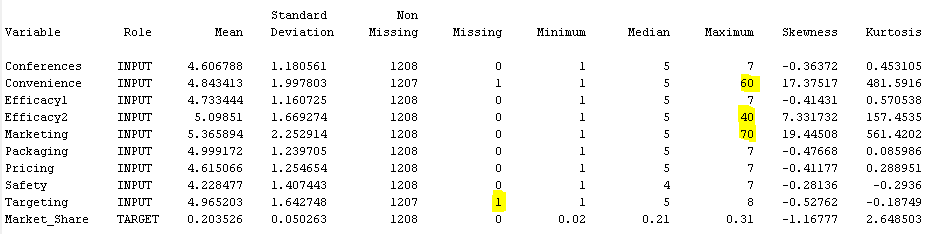 Standard Non
Variable Role Mean Deviation Missing Missing Minimum Median Maximum Skewness Kurtosis
Conferences INPUT 4.606788 1.180561 1208 0 1 5 7 -0.36372 0.453105
Convenience INPUT 4.843413 1.997803 1207 1 1 5 60 17.37517 481.5916
Efficacy1 INPUT 4.733444 1.160725 1208 0 1 5 7 -0.41431 0.570538
Efficacy2 INPUT 5.09851 1.669274 1208 0 1 5 40 7.331732 157.4535
Marketing INPUT 5.365894 2.252914 1208 0 1 5 70 19.44508 561.4202
Packaging INPUT 4.999172 1.239705 1208 0 1 5 7 -0.47668 0.085986
Pricing INPUT 4.615066 1.254654 1208 0 1 5 7 -0.41177 0.288951
Safety INPUT 4.228477 1.407443 1208 0 1 4 7 -0.28136 -0.2936
Targeting INPUT 4.965203 1.642748 1207 1 1 5 8 -0.52762 -0.18749
Market_Share TARGET 0.203526 0.050263 1208 0 0.02 0.21 0.31 -1.16777 2.648503